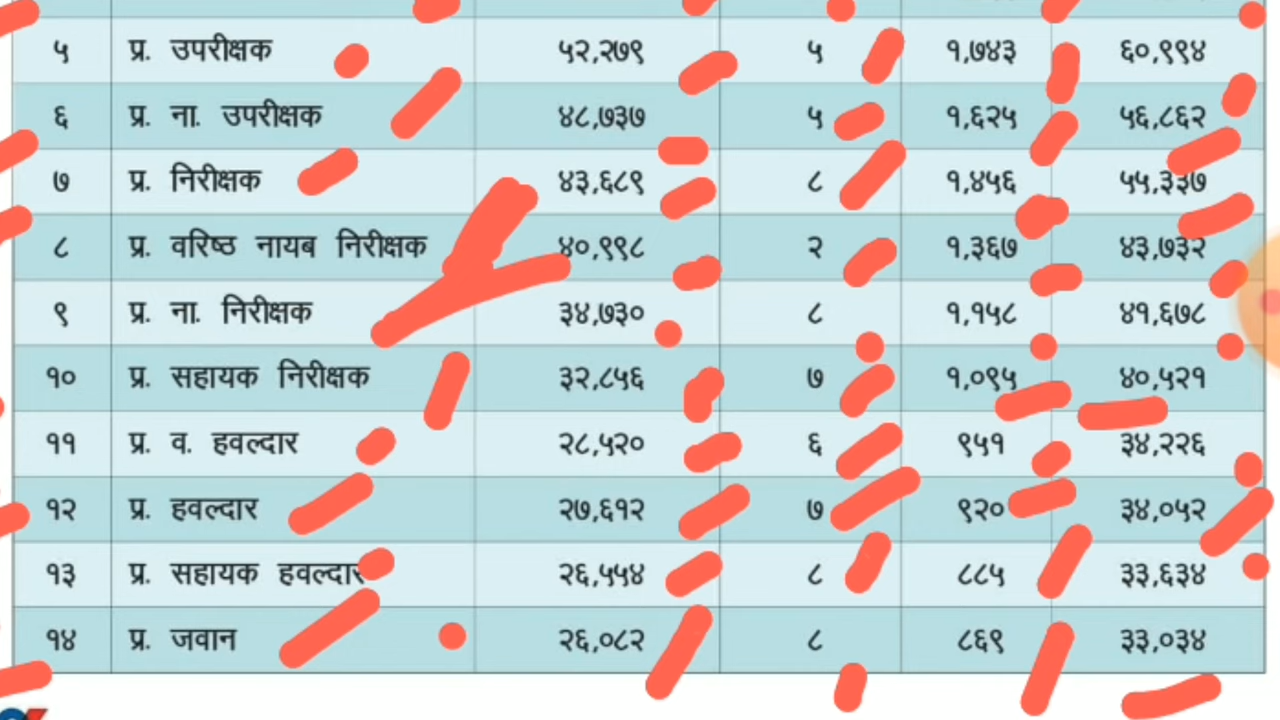 ५ प्र. उपरीक्षक ५२,२७९ ५ १,७४३ ६०,९९४
६ प्र. ना. उपरीक्षक ४८,७३७ ५ १,६२५ ५६,८६२
७ प्र. निरीक्षक ४३,६८९ ८ १,४५६ ५५,३३७
८ प्र. वरिष्ठ नायब निरीक्षक ४०,९९८ २ १,३६७ ४३,७३२
९ प्र. ना. निरीक्षक ३४,७३० ८ १,१५८ ४१,६७८
१० प्र. सहायक निरीक्षक ३२,८५६ ७ १,०९५ ४०,५२१
११ प्र. व. हवल्दार २८,५२० ६ ९५१ ३४,२२६
१२ प्र. हवल्दार २७,६१२ ७ ९२० ३४,०५२
१३ प्र. सहायक हवल्दार २६,५५४ ८ ८८५ ३३,६३४
१४ प्र. जवान २६,०८२ ८ ८६९ ३३,०३४